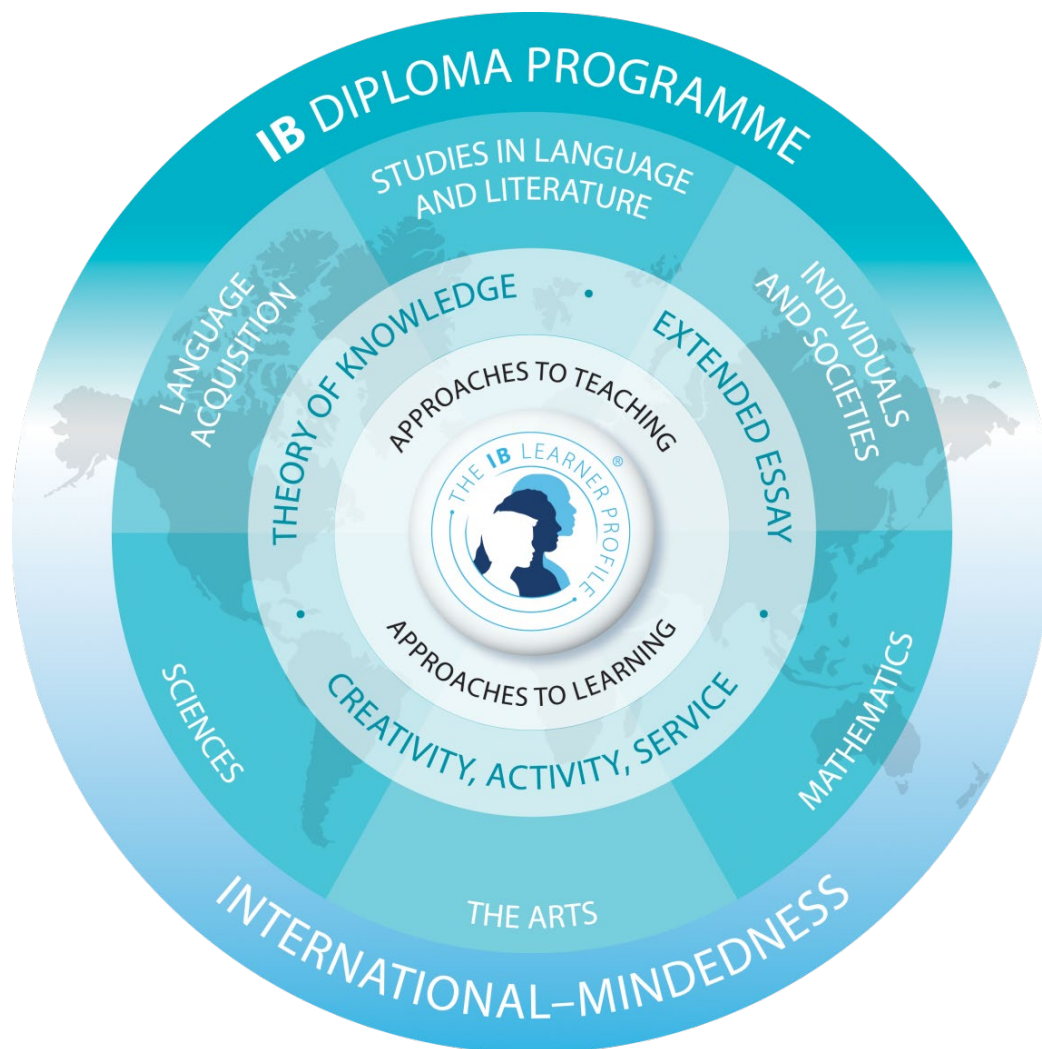 IB DIPLOMA PROGRAMME
STUDIES IN LANGUAGE
AND LITERATURE
LANGUAGE
ACQUISITION
INDIVIDUALS
AND SOCIETIES
THEORY OF KNOWLEDGE
•
EXTENDED ESSAY
APPROACHES TO TEACHING
• THE IB LEARNER PROFILE •
®
APPROACHES TO LEARNING
•
CREATIVITY, ACTIVITY, SERVICE
•
SCIENCES
MATHEMATICS
THE ARTS
INTERNATIONAL–MINDEDNESS